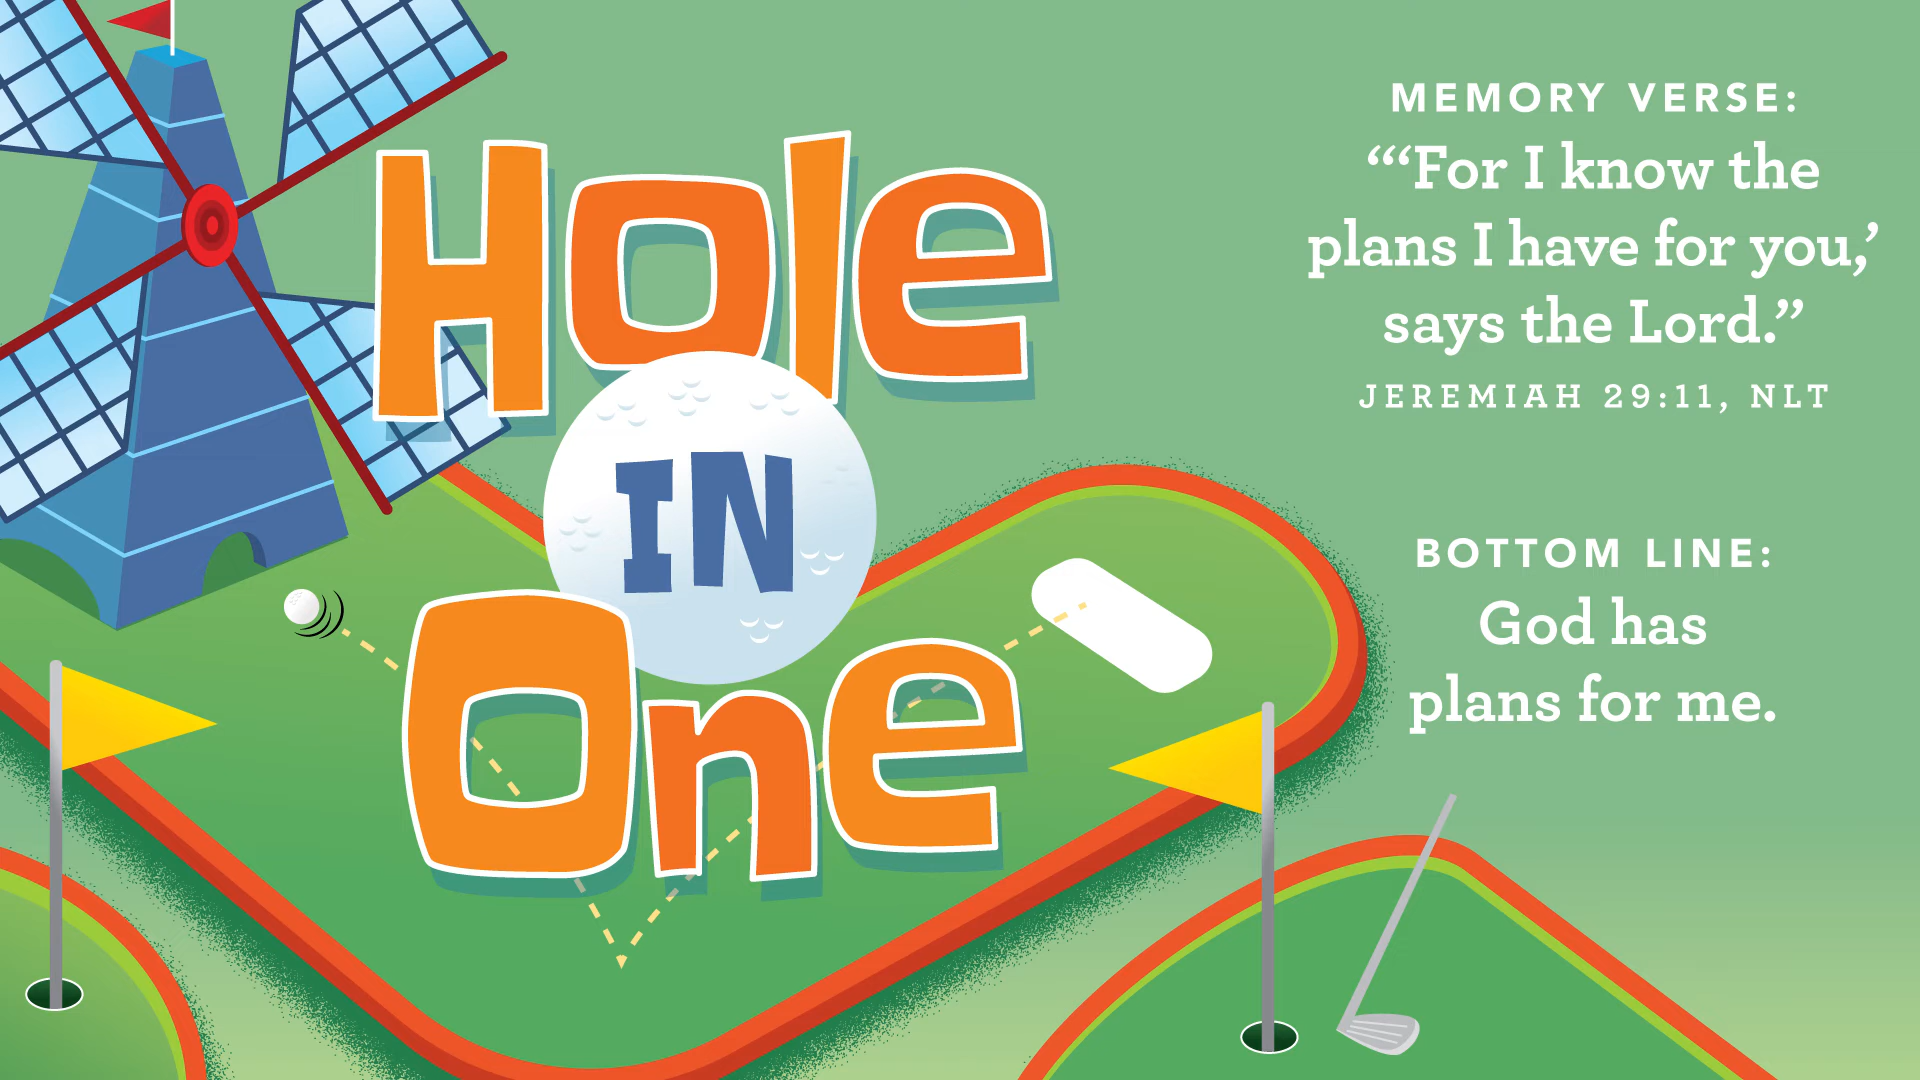 Hole
IN
One
MEMORY VERSE:
“‘For I know the
plans I have for you,’
says the Lord.”
JEREMIAH 29:11, NLT
BOTTOM LINE:
God has
plans for me.